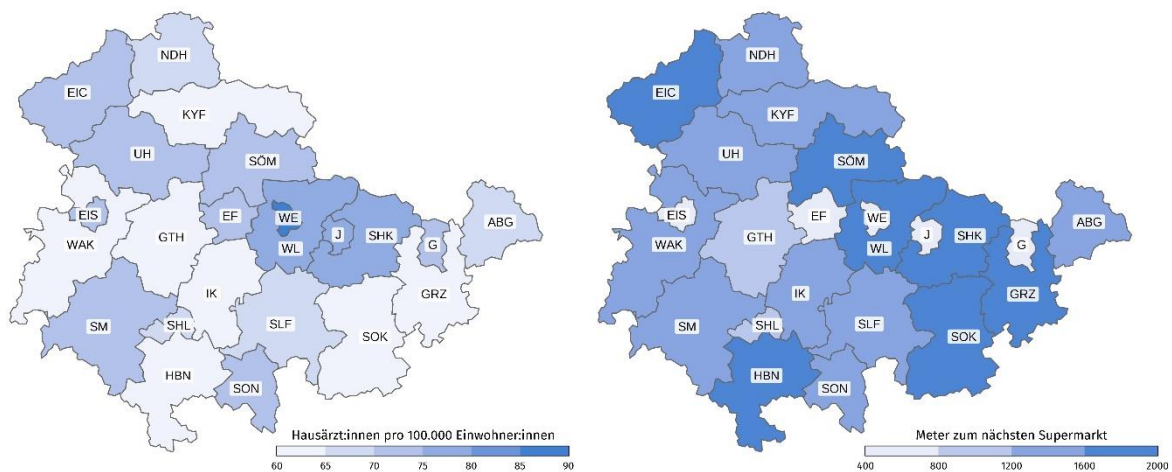 NDH
EIC
KYF
UH
SÖM
EIS
EF
WE
J
ABG
G
WAK
GTH
WL
SHK
GRZ
IK
SM
SHL
SLF
SOK
HBN
SON
Hausärzt:innen pro 100.000 Einwohner:innen
60 65 70 75 80 85 90
NDH
EIC
KYF
UH
SÖM
EIS
EF
WE
J
ABG
G
WAK
GTH
WL
SHK
GRZ
IK
SM
SHL
SLF
SOK
HBN
SON
Meter zum nächsten Supermarkt
400 800 1200 1600 2000